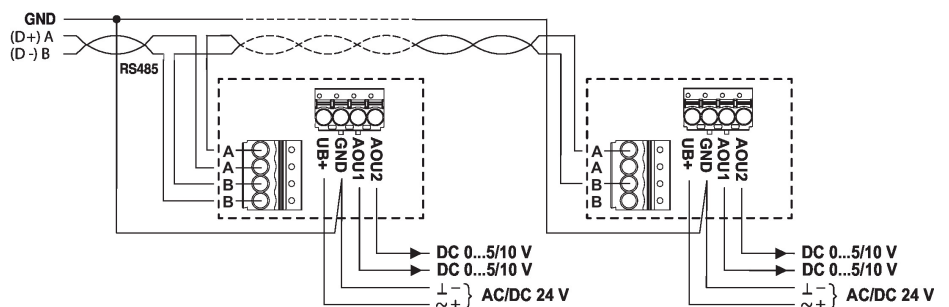 GND
(D+) A
(D -) B
RS485
A
A
B
B
UB+
GND
AOU1
AOU2
DC 0...5/10 V
DC 0...5/10 V
⊥ − } AC/DC 24 V
~ +
A
A
B
B
UB+
GND
AOU1
AOU2
DC 0...5/10 V
DC 0...5/10 V
⊥ − } AC/DC 24 V
~ +